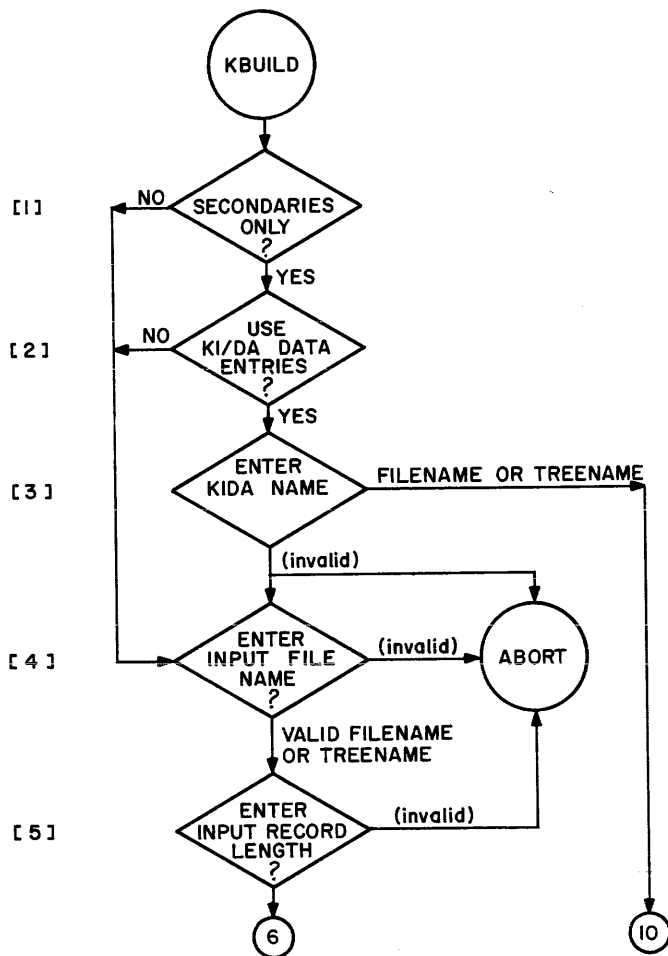 KBUILD
[1]
NO
SECONDARIES
ONLY
?
YES
[2]
NO
USE
KI/DA DATA
ENTRIES
?
YES
[3]
ENTER
KIDA NAME
FILENAME OR TREENAME
(invalid)
[4]
ENTER
INPUT FILE
NAME
?
(invalid)
ABORT
VALID FILENAME
OR TREENAME
[5]
ENTER
INPUT RECORD
LENGTH
?
(invalid)
6
10